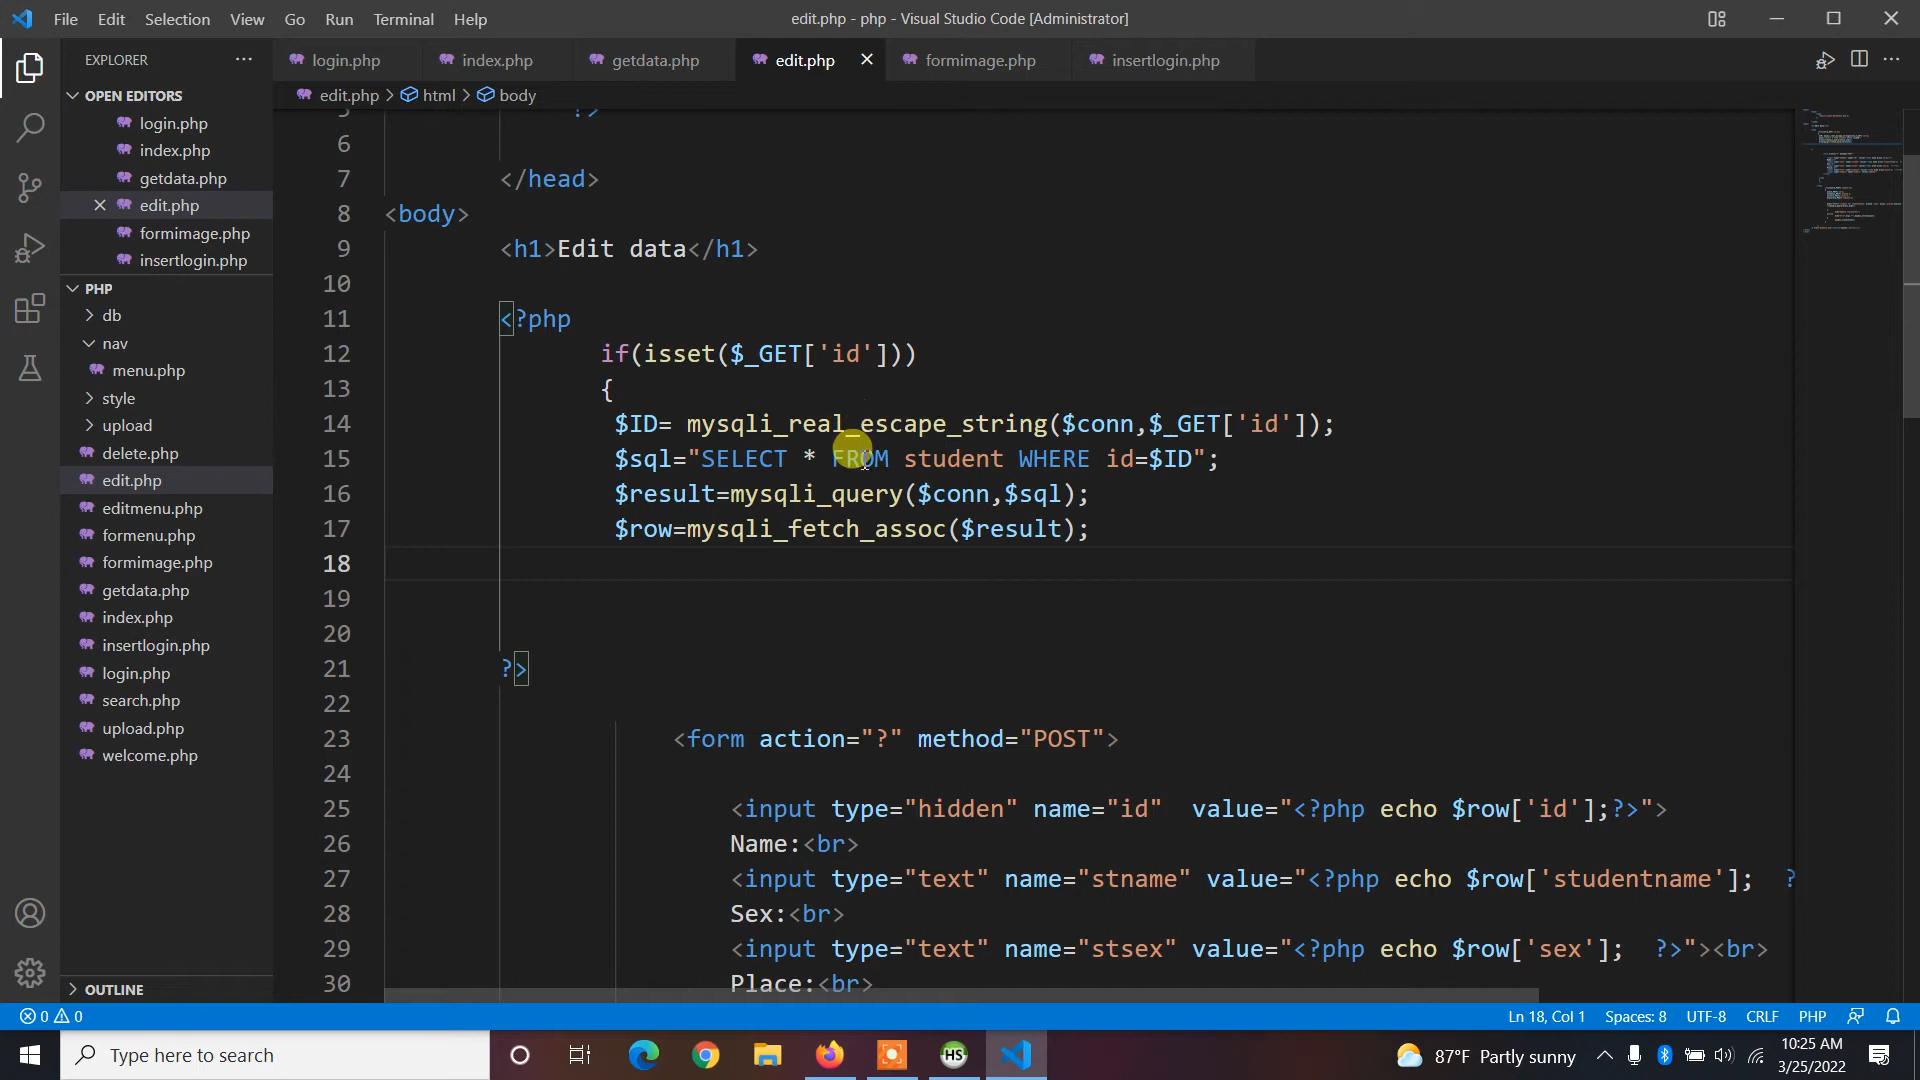 File Edit Selection View Go Run Terminal Help
edit.php - php - Visual Studio Code [Administrator]
EXPLORER ···
login.php index.php getdata.php edit.php formimage.php insertlogin.php
edit.php > html > body
OPEN EDITORS
login.php
index.php
getdata.php
edit.php
formimage.php
insertlogin.php
PHP
db
nav
menu.php
style
upload
delete.php
edit.php
editmenu.php
formenu.php
formimage.php
getdata.php
index.php
insertlogin.php
login.php
search.php
upload.php
welcome.php
OUTLINE
?>
6
7 </head>
8 <body>
9 <h1>Edit data</h1>
10
11 <?php
12 if(isset($_GET['id']))
13 {
14 $ID= mysqli_real_escape_string($conn,$_GET['id']);
15 $sql="SELECT * FROM student WHERE id=$ID";
16 $result=mysqli_query($conn,$sql);
17 $row=mysqli_fetch_assoc($result);
18
19
20
21 ?>
22
23 <form action="?" method="POST">
24
25 <input type="hidden" name="id" value="<?php echo $row['id'];?>">
26 Name:<br>
27 <input type="text" name="stname" value="<?php echo $row['studentname']; ?
28 Sex:<br>
29 <input type="text" name="stsex" value="<?php echo $row['sex']; ?>"><br>
30 Place:<br>
0 0
Ln 18, Col 1 Spaces: 8 UTF-8 CRLF PHP
Type here to search
HS
87°F Partly sunny
10:25 AM
3/25/2022